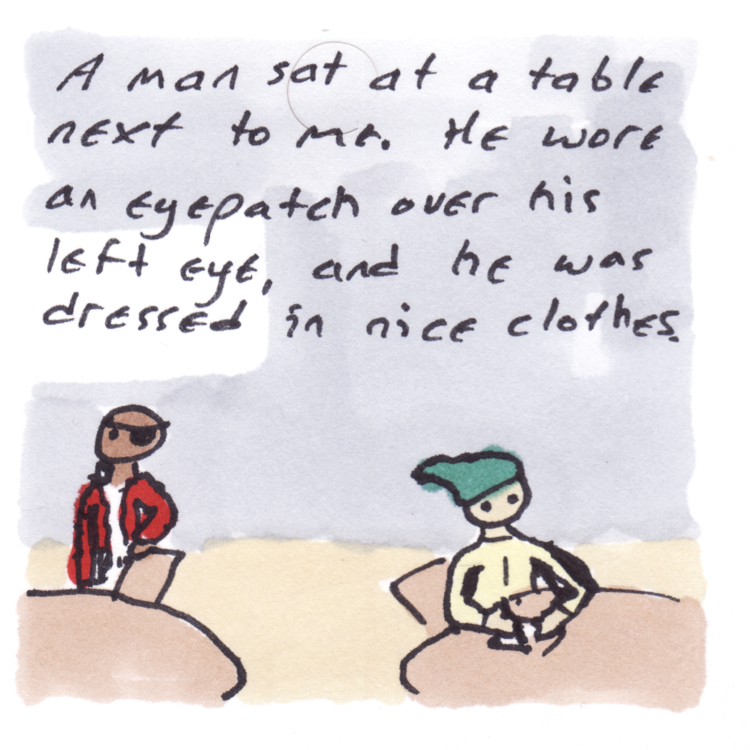 A man sat at a table
next to me. He wore
an eyepatch over his
left eye, and he was
dressed in nice clothes.